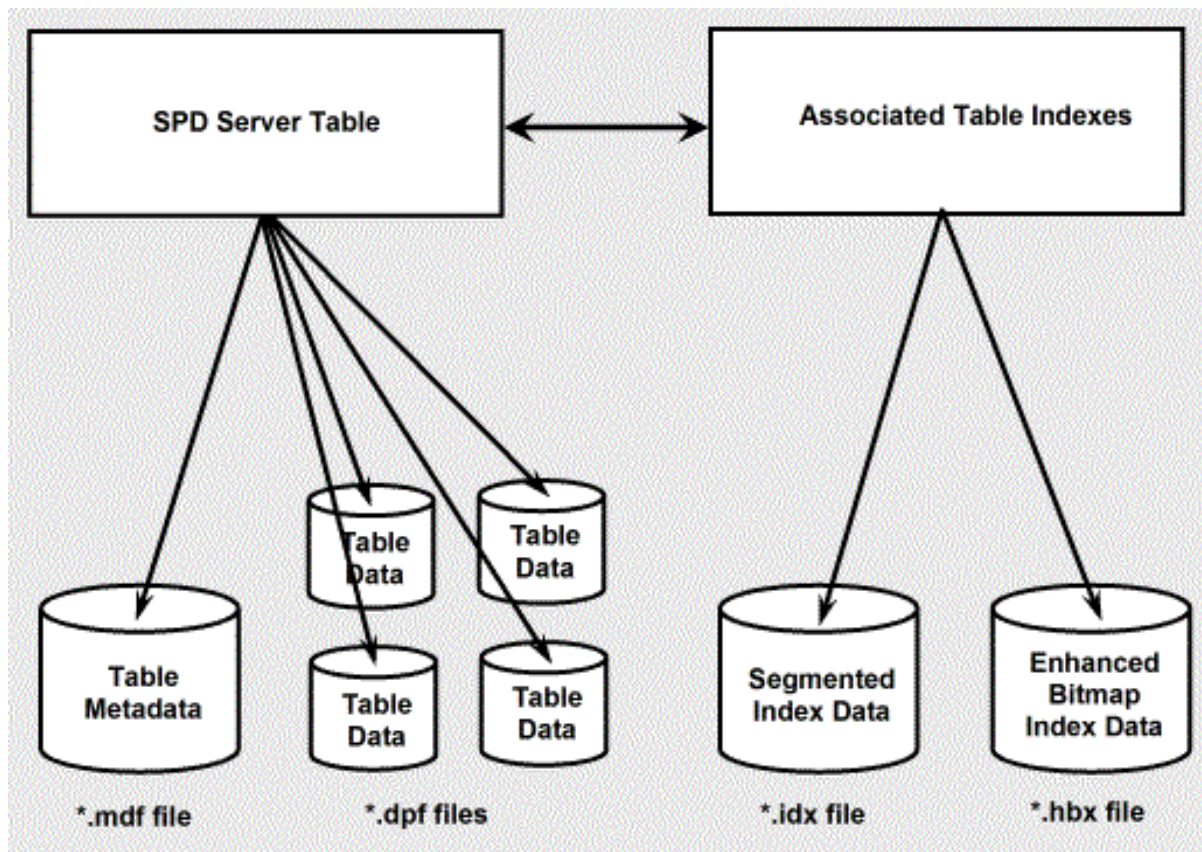 SPD Server Table
Associated Table Indexes
Table
Data
Table
Data
Table
Metadata
Table
Data
Table
Data
Segmented
Index Data
Enhanced
Bitmap
Index Data
*.mdf file
*.dpf files
*.idx file
*.hbx file